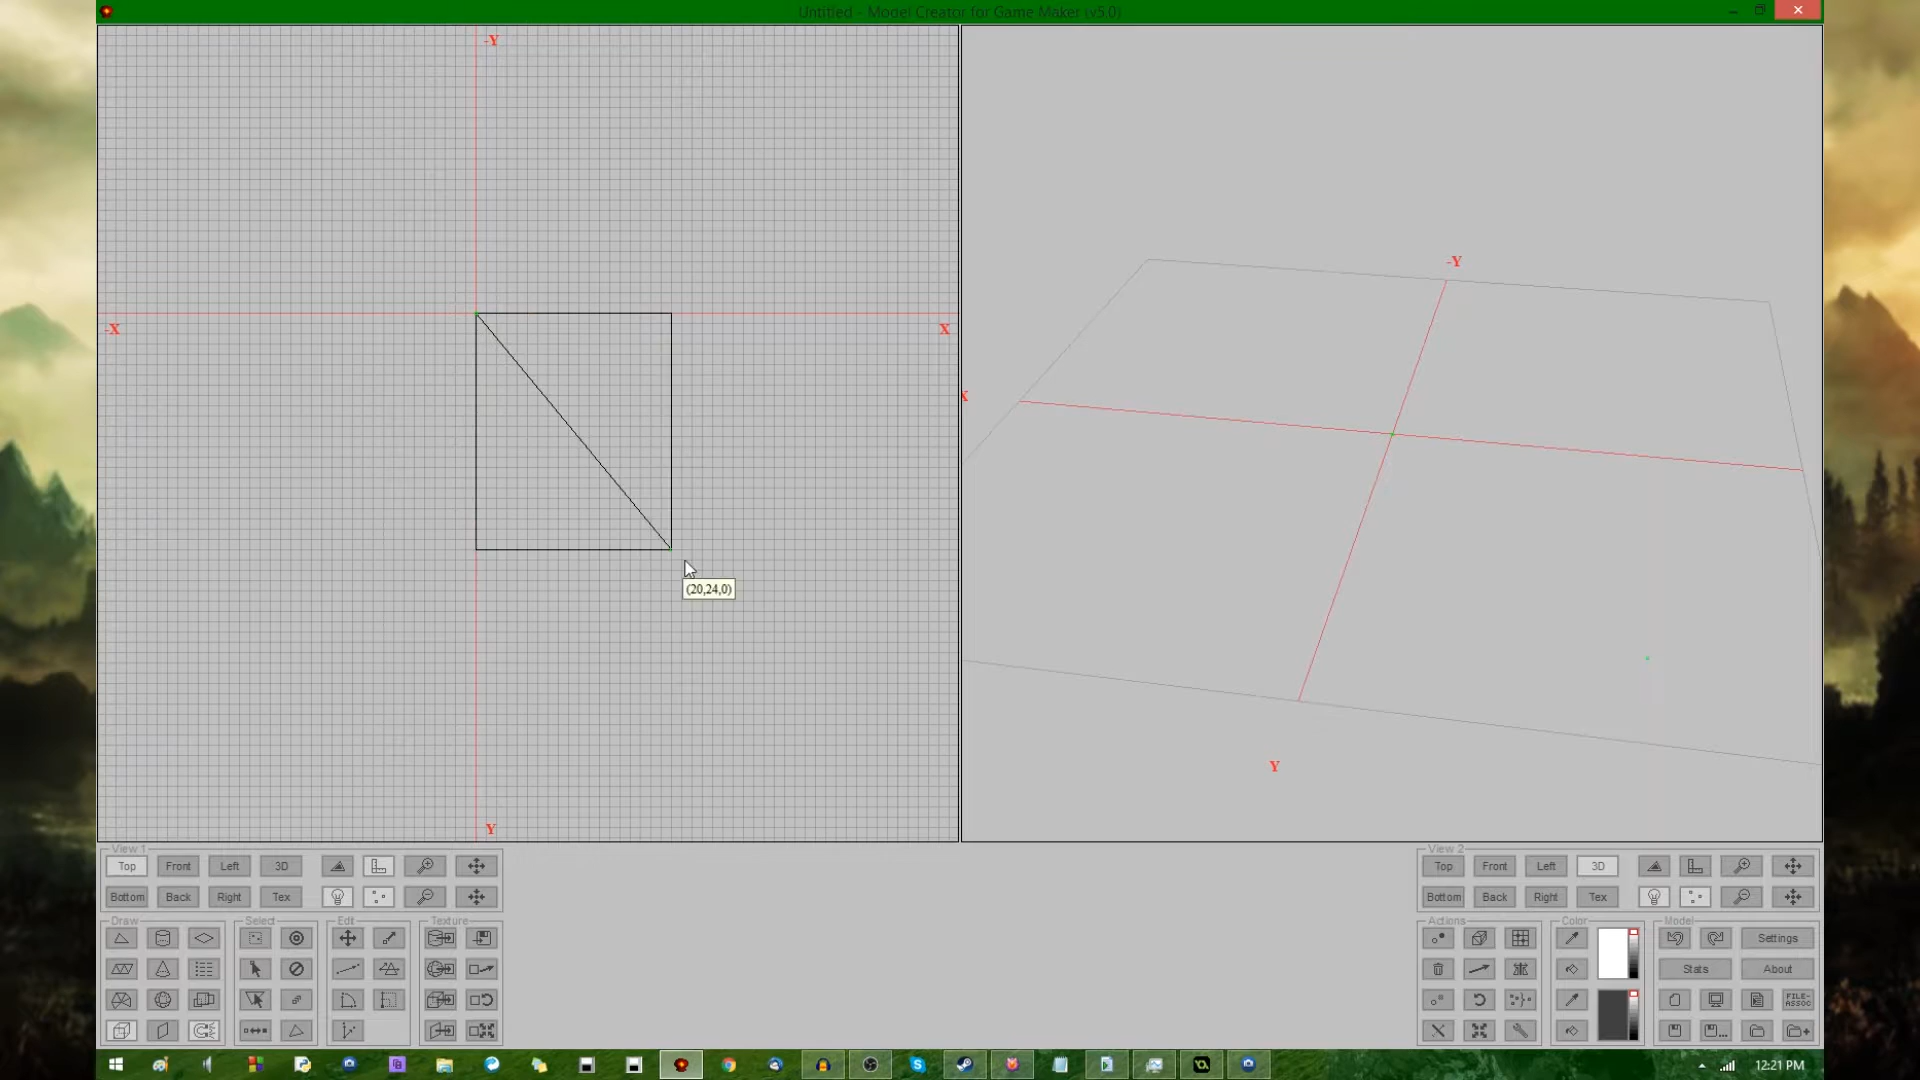 Untitled - Model Creator for Game Maker (v5.0)
-Y
-X
X
Y
(20,24,0)
-Y
X
Y
View 1
Top
Front
Left
3D
Bottom
Back
Right
Tex
Draw
Select
Edit
Texture
View 2
Top
Front
Left
3D
Bottom
Back
Right
Tex
Actions
Color
Model
Settings
Stats
About
FILE-
ASSOC
12:21 PM